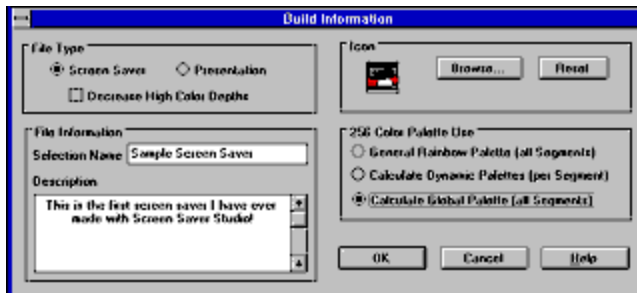 Build Information
File Type
Screen Saver Presentation
Decrease High Color Depths
Icon
Browse... Reset
File Information
Selection Name Sample Screen Saver
Description
This is the first screen saver I have ever
made with Screen Saver Studio!
256 Color Palette Use
General Rainbow Palette (all Segments)
Calculate Dynamic Palettes (per Segment)
Calculate Global Palette (all Segments)
OK Cancel Help